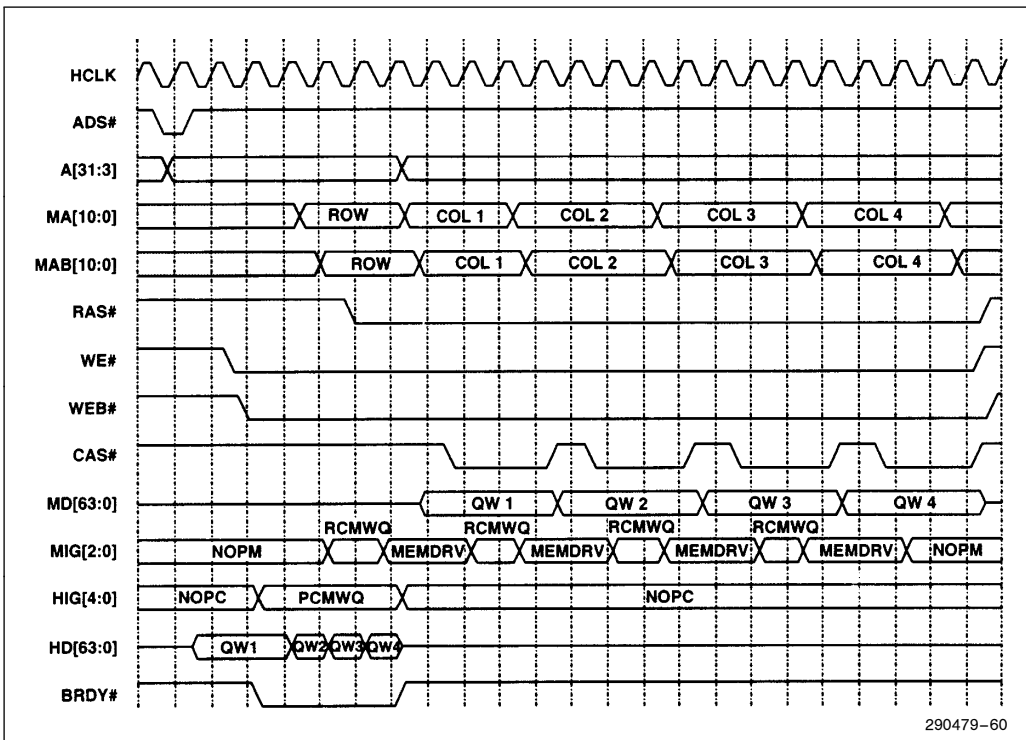 HCLK
ADS#
A[31:3]
MA[10:0] ROW COL 1 COL 2 COL 3 COL 4
MAB[10:0] ROW COL 1 COL 2 COL 3 COL 4
RAS#
WE#
WEB#
CAS#
MD[63:0] QW 1 QW 2 QW 3 QW 4
RCMWQ RCMWQ RCMWQ RCMWQ
MIG[2:0] NOPM MEMDRV MEMDRV MEMDRV MEMDRV NOPM
HIG[4:0] NOPC PCMWQ NOPC
HD[63:0] QW1 QW2 QW3 QW4
BRDY#
290479-60